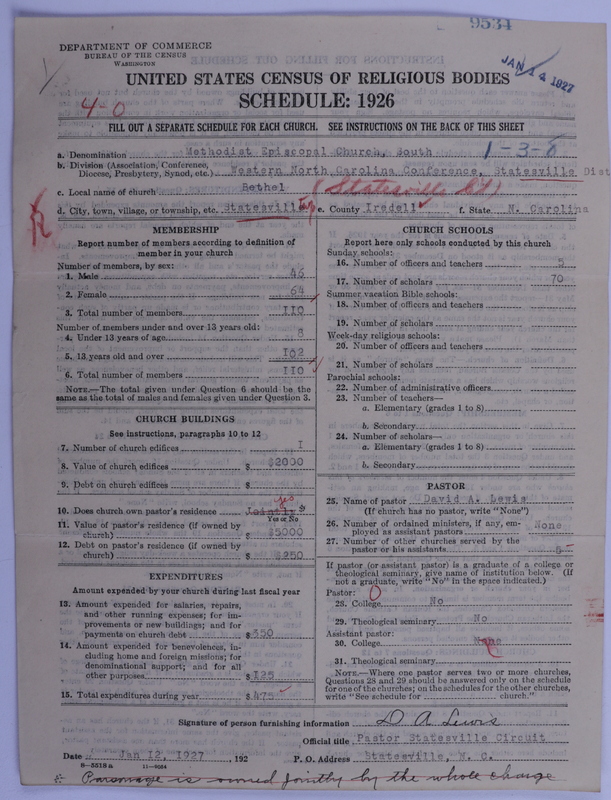 9534
DEPARTMENT OF COMMERCE
BUREAU OF THE CENSUS
WASHINGTON
JAN 14 1927
UNITED STATES CENSUS OF RELIGIOUS BODIES
SCHEDULE: 1926
4-0
FILL OUT A SEPARATE SCHEDULE FOR EACH CHURCH. SEE INSTRUCTIONS ON THE BACK OF THIS SHEET
a. Denomination Methodist Episcopal Church, South 1-3-8
b. Division (Association, Conference, Diocese, Presbytery, Synod, etc.) Western North Carolina Conference, Statesville Dist
c. Local name of church Bethel (Statesville Ct)
d. City, town, village, or township, etc. Statesville e. County Iredell f. State N. Carolina
MEMBERSHIP
Report number of members according to definition of
member in your church
Number of members, by sex:
1. Male 46
2. Female 64
3. Total number of members 110
Number of members under and over 13 years old:
4. Under 13 years of age 8
5. 13 years old and over 102
6. Total number of members 110
NOTE.—The total given under Question 6 should be the
same as the total of males and females given under Question 3.
CHURCH BUILDINGS
See instructions, paragraphs 10 to 12
7. Number of church edifices 1
8. Value of church edifices $ $2000
9. Debt on church edifices $
yes
10. Does church own pastor's residence Jointly *
Yes or No
11. Value of pastor's residence (if owned by
church) $ $5000
12. Debt on pastor's residence (if owned by
church) $ $250
EXPENDITURES
Amount expended by your church during last fiscal year
13. Amount expended for salaries, repairs,
and other running expenses; for im-
provements or new buildings; and for
payments on church debt $350
14. Amount expended for benevolences, in-
cluding home and foreign missions; for
denominational support; and for all
other purposes $125
15. Total expenditures during year $475
CHURCH SCHOOLS
Report here only schools conducted by this church
Sunday schools:
16. Number of officers and teachers 5
17. Number of scholars 70
Summer vacation Bible schools:
18. Number of officers and teachers
19. Number of scholars
Week-day religious schools:
20. Number of officers and teachers
21. Number of scholars
Parochial schools:
22. Number of administrative officers
23. Number of teachers—
a. Elementary (grades 1 to 8)
b. Secondary
24. Number of scholars—
a. Elementary (grades 1 to 8)
b. Secondary
PASTOR
25. Name of pastor David A. Lewis
(If church has no pastor, write "None")
26. Number of ordained ministers, if any, em-
ployed as assistant pastors None
27. Number of other churches served by the
pastor or his assistants
If pastor (or assistant pastor) is a graduate of a college or
theological seminary, give name of institution below. (If
not a graduate, write "No" in the space indicated.)
Pastor: 0
28. College No
29. Theological seminary No
Assistant pastor:
30. College None
31. Theological seminary
NOTE.—Where one pastor serves two or more churches,
Questions 28 and 29 should be answered only on the schedule
for one of the churches; on the schedules for the other churches,
write "See schedule for church."
Signature of person furnishing information D A Lewis
Official title Pastor Statesville Circuit
Date Jan 12, 1927 , 192 P. O. Address Statesville, N. C.
8—5518a 11—8084
* Parsonage is owned jointly by the whole charge